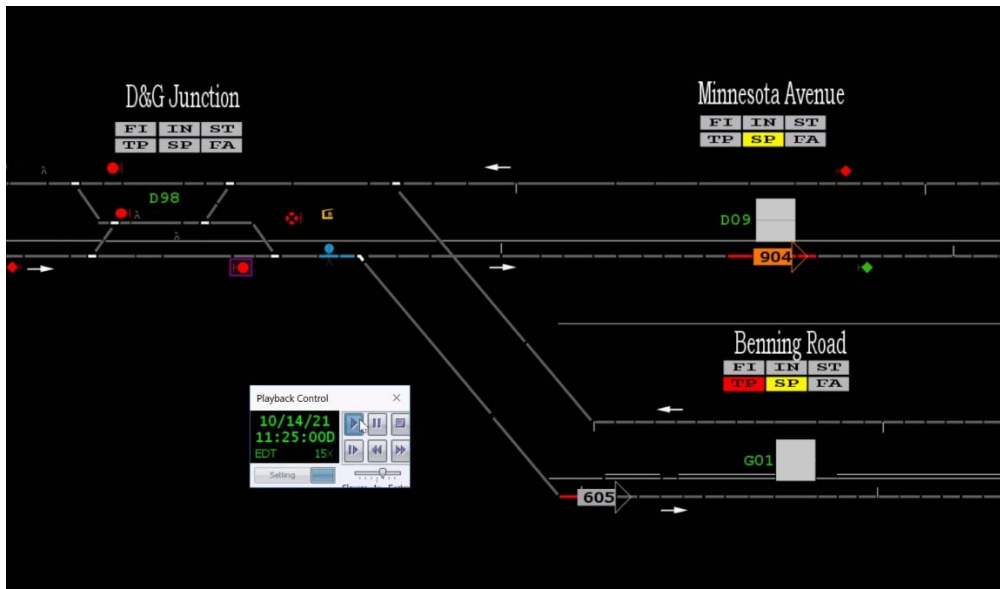 D&G Junction
FI IN ST
TP SP FA
Minnesota Avenue
FI IN ST
TP SP FA
D98
D09
904
Benning Road
FI IN ST
TP SP FA
Playback Control
10/14/21
11:25:00D
EDT 15X
Setting
G01
605